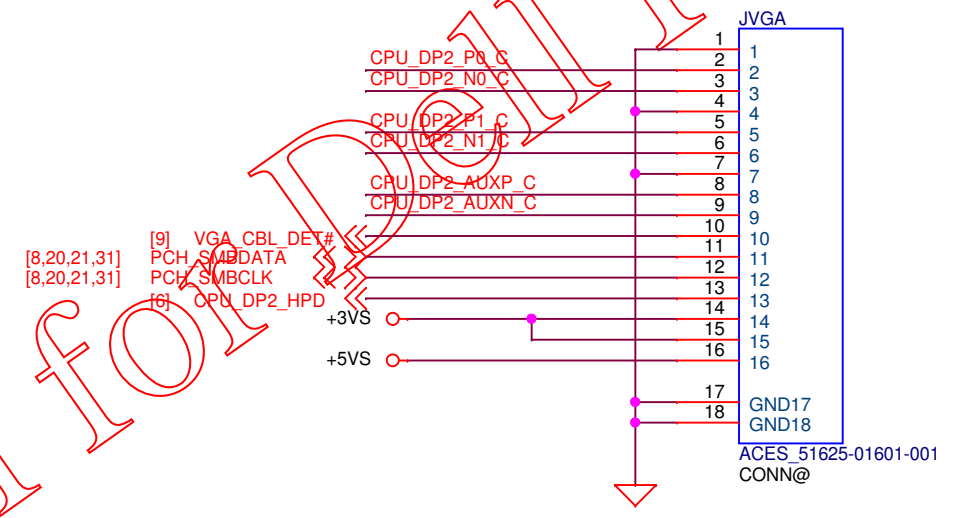 JVGA
1 1
CPU_DP2_P0_C 2 2
CPU_DP2_N0_C 3 3
4 4
CPU_DP2_P1_C 5 5
CPU_DP2_N1_C 6 6
7 7
CPU_DP2_AUXP_C 8 8
CPU_DP2_AUXN_C 9 9
[9] VGA_CBL_DET# 10 10
[8,20,21,31] PCH_SMBDATA 11 11
[8,20,21,31] PCH_SMBCLK 12 12
[6] CPU_DP2_HPD 13 13
+3VS 14 14
15 15
+5VS 16 16
17 GND17
18 GND18
ACES_51625-01601-001
CONN@
for Dell